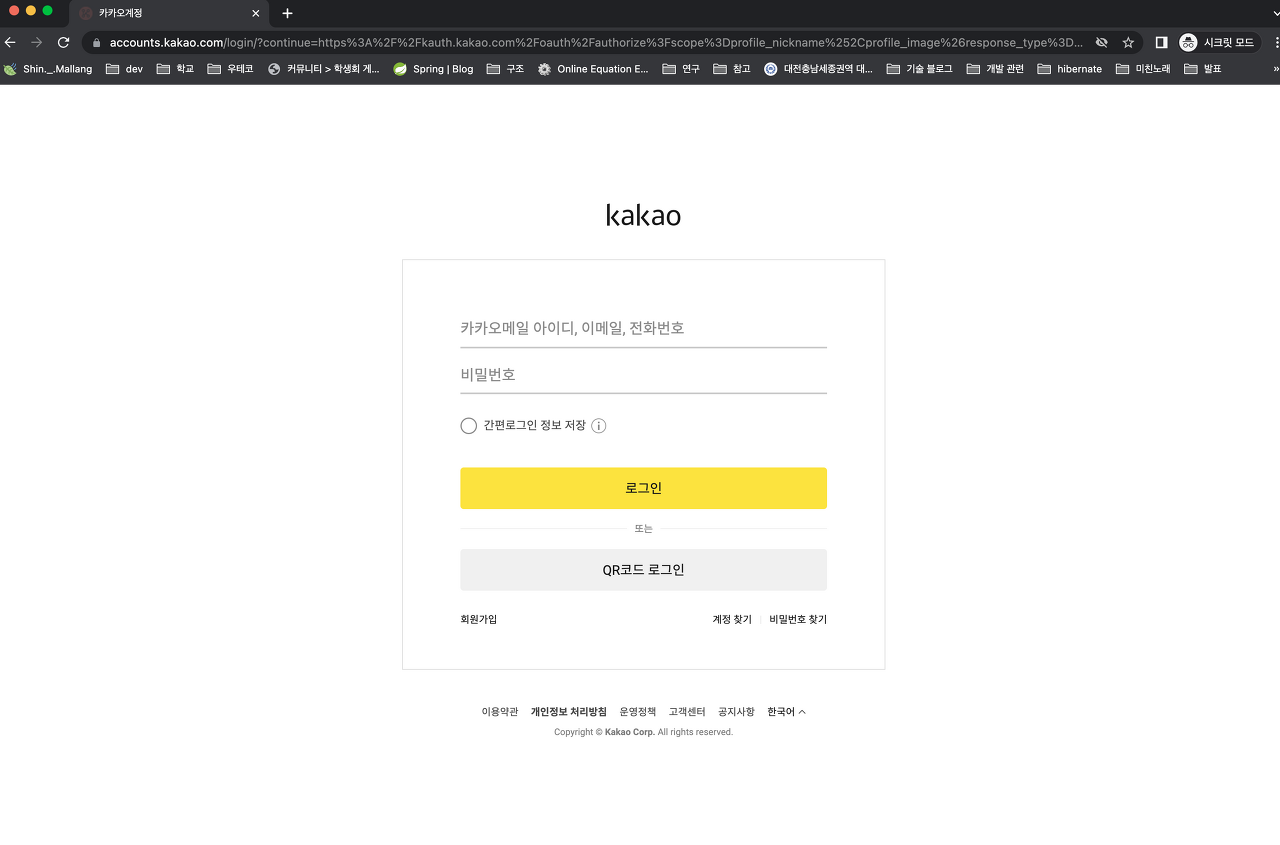 카카오계정
accounts.kakao.com/login/?continue=https%3A%2F%2Fkauth.kakao.com%2Foauth%2Fauthorize%3Fscope%3Dprofile_nickname%252Cprofile_image%26response_type%3D... 시크릿 모드
Shin._.Mallang dev 학교 우테코 커뮤니티 > 학생회 게... Spring | Blog 구조 Online Equation E... 연구 참고 대전충남세종권역 대... 기술 블로그 개발 관련 hibernate 미친노래 발표 »
kakao
카카오메일 아이디, 이메일, 전화번호
비밀번호
간편로그인 정보 저장
로그인
또는
QR코드 로그인
회원가입 계정 찾기 비밀번호 찾기
이용약관 개인정보 처리방침 운영정책 고객센터 공지사항 한국어
Copyright © Kakao Corp. All rights reserved.